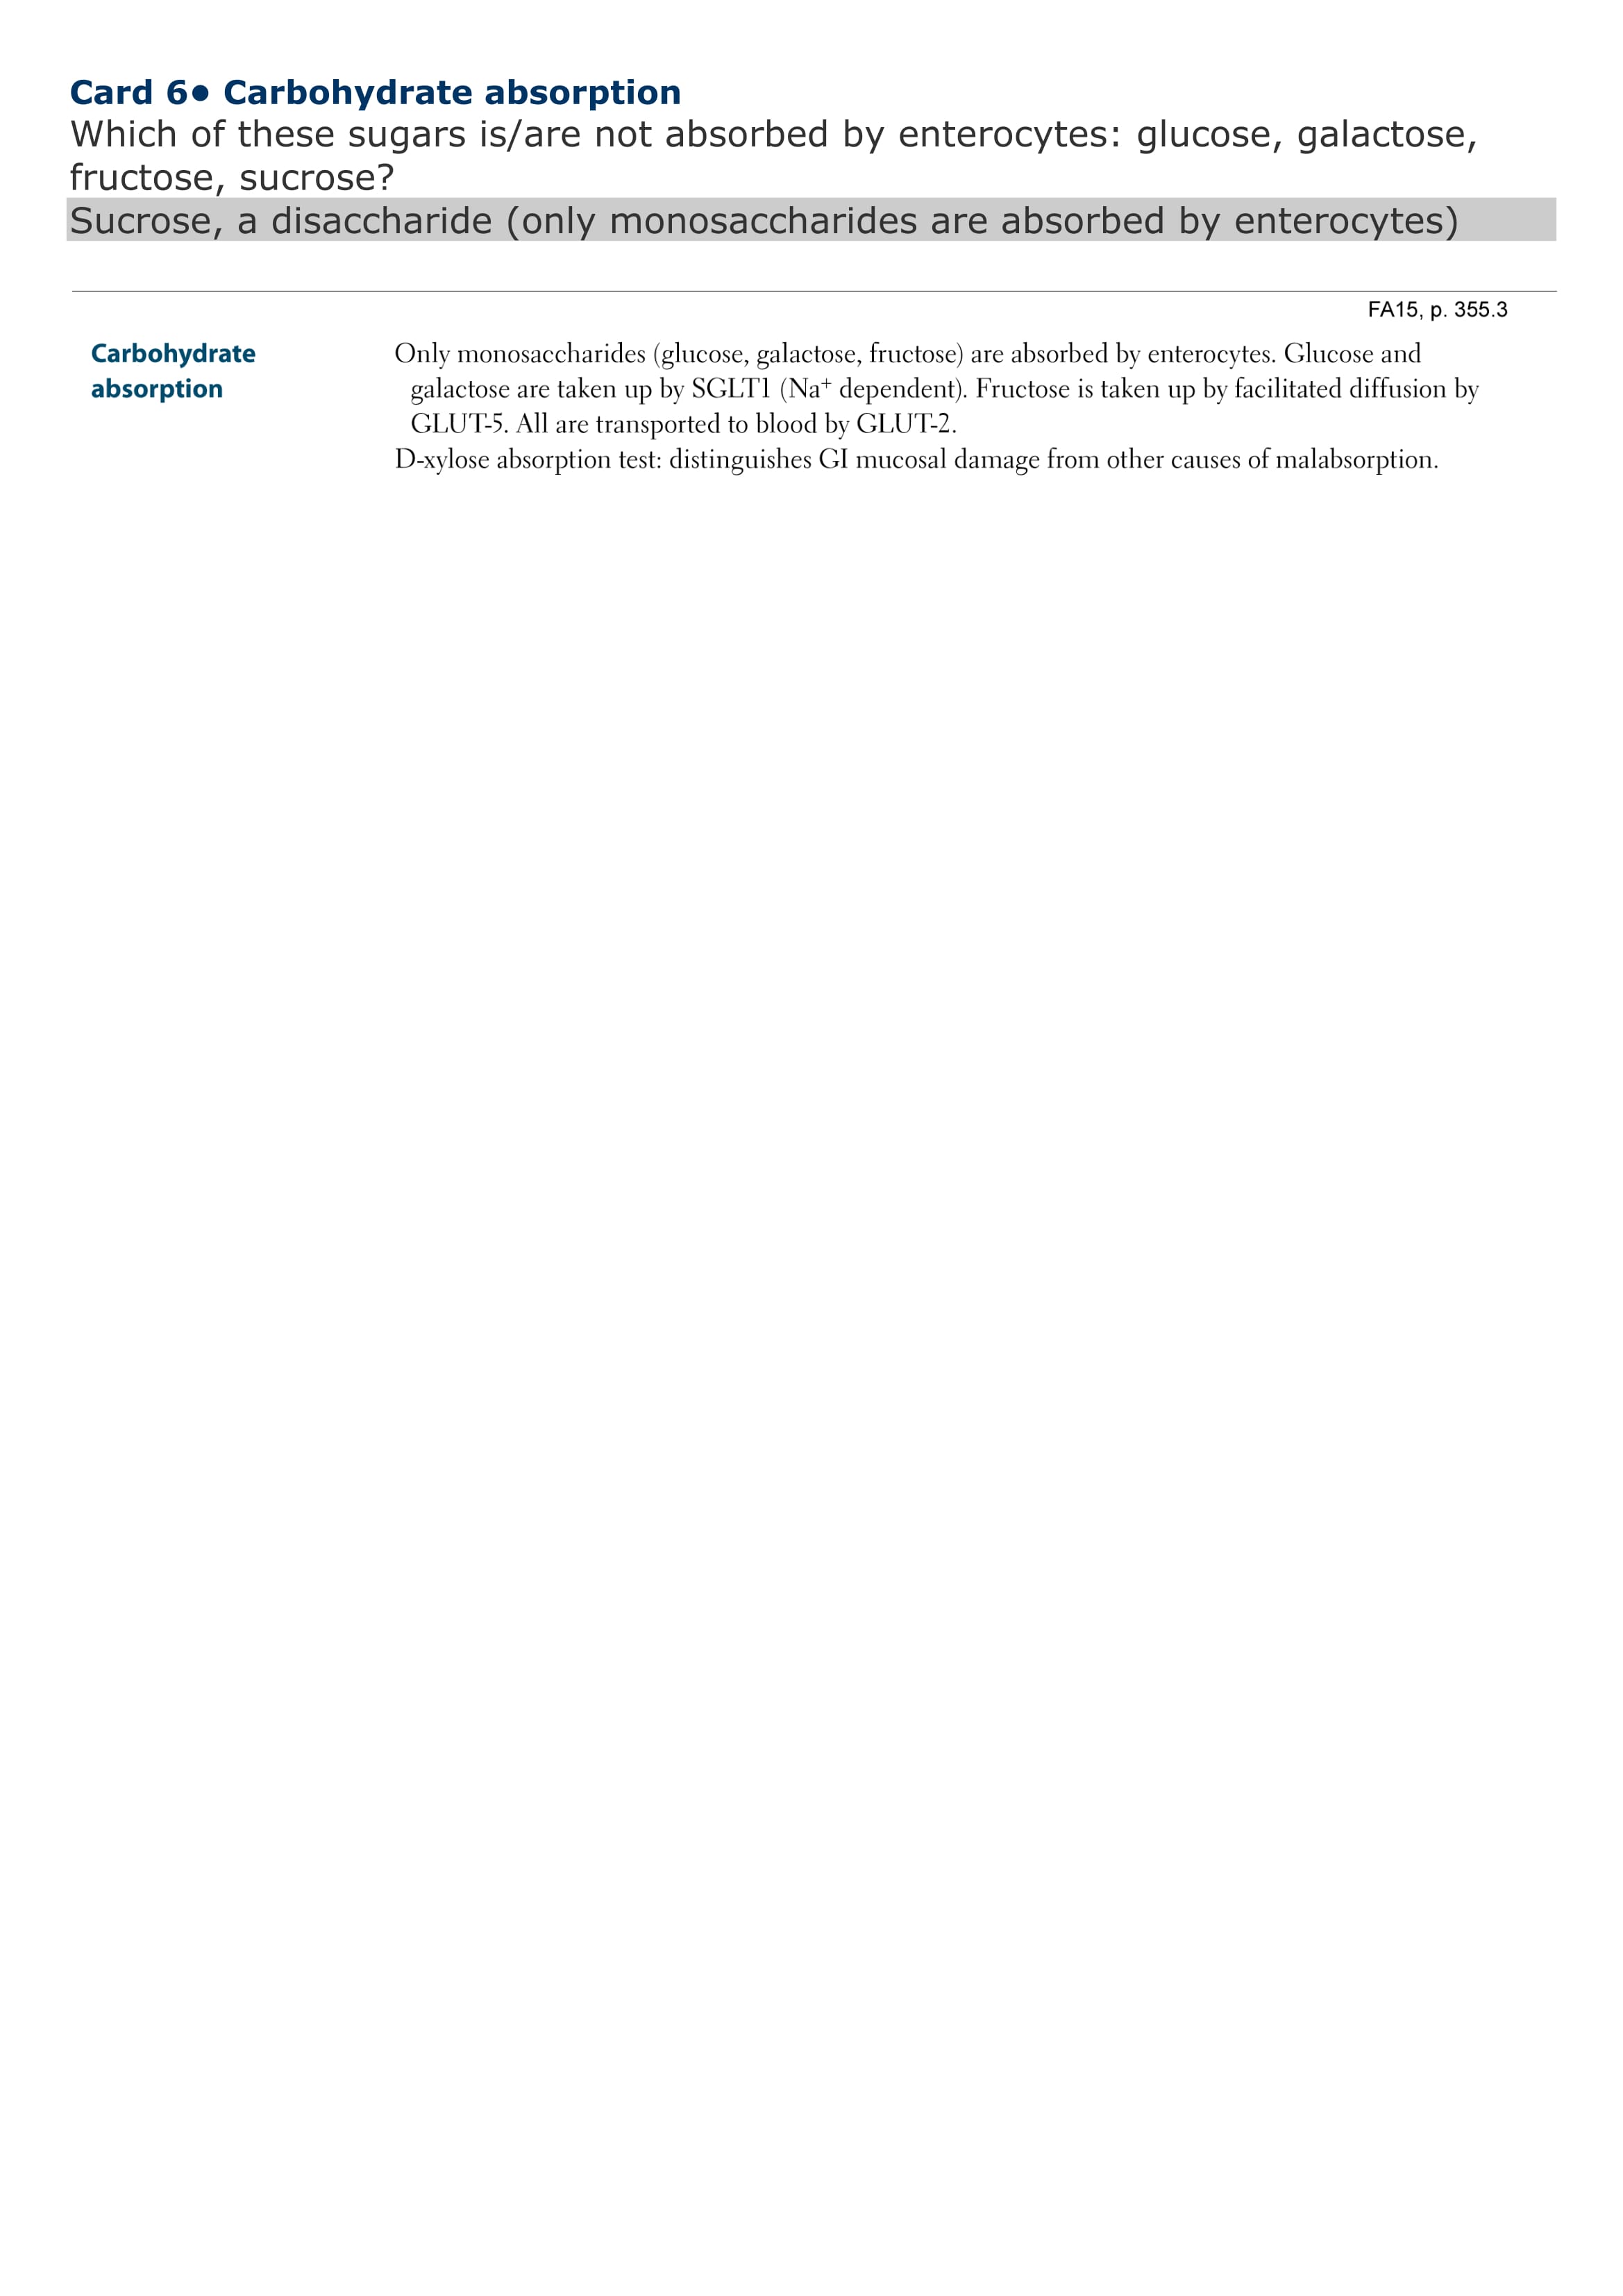 Card 6• Carbohydrate absorption
Which of these sugars is/are not absorbed by enterocytes: glucose, galactose,
fructose, sucrose?
Sucrose, a disaccharide (only monosaccharides are absorbed by enterocytes)
FA15, p. 355.3
Carbohydrate
absorption
Only monosaccharides (glucose, galactose, fructose) are absorbed by enterocytes. Glucose and
galactose are taken up by SGLT1 (Na⁺ dependent). Fructose is taken up by facilitated diffusion by
GLUT-5. All are transported to blood by GLUT-2.
D-xylose absorption test: distinguishes GI mucosal damage from other causes of malabsorption.